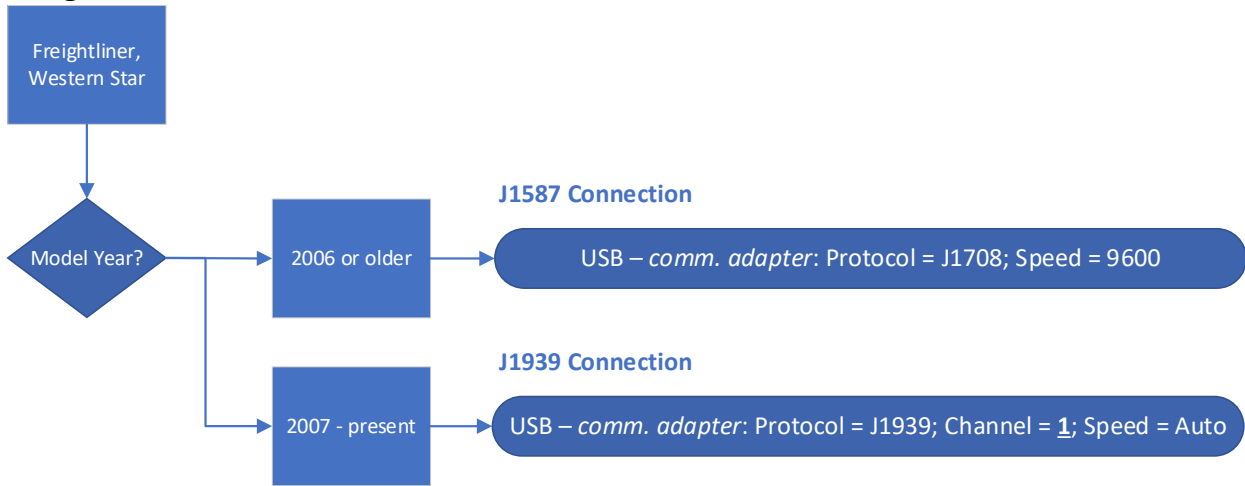 Freightliner,
Western Star
Model Year?
2006 or older
J1587 Connection
USB – comm. adapter: Protocol = J1708; Speed = 9600
2007 - present
J1939 Connection
USB – comm. adapter: Protocol = J1939; Channel = 1; Speed = Auto